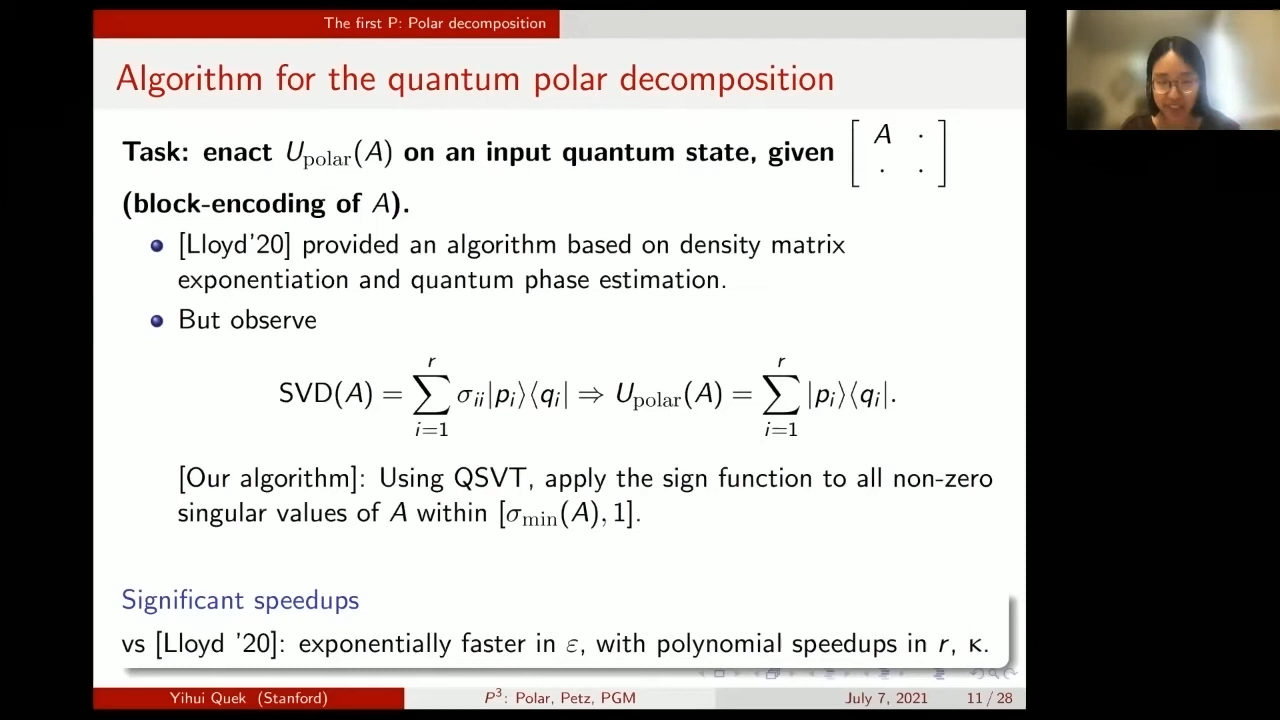 The first P: Polar decomposition
Algorithm for the quantum polar decomposition
Task: enact U_polar(A) on an input quantum state, given [ A · ; · · ]
(block-encoding of A).
[Lloyd'20] provided an algorithm based on density matrix
exponentiation and quantum phase estimation.
But observe
SVD(A) = ∑_{i=1}^{r} σ_{ii}|p_i⟩⟨q_i| ⇒ U_polar(A) = ∑_{i=1}^{r} |p_i⟩⟨q_i|.
[Our algorithm]: Using QSVT, apply the sign function to all non-zero
singular values of A within [σ_min(A), 1].
Significant speedups
vs [Lloyd '20]: exponentially faster in ε, with polynomial speedups in r, κ.
Yihui Quek (Stanford) P³: Polar, Petz, PGM July 7, 2021 11 / 28